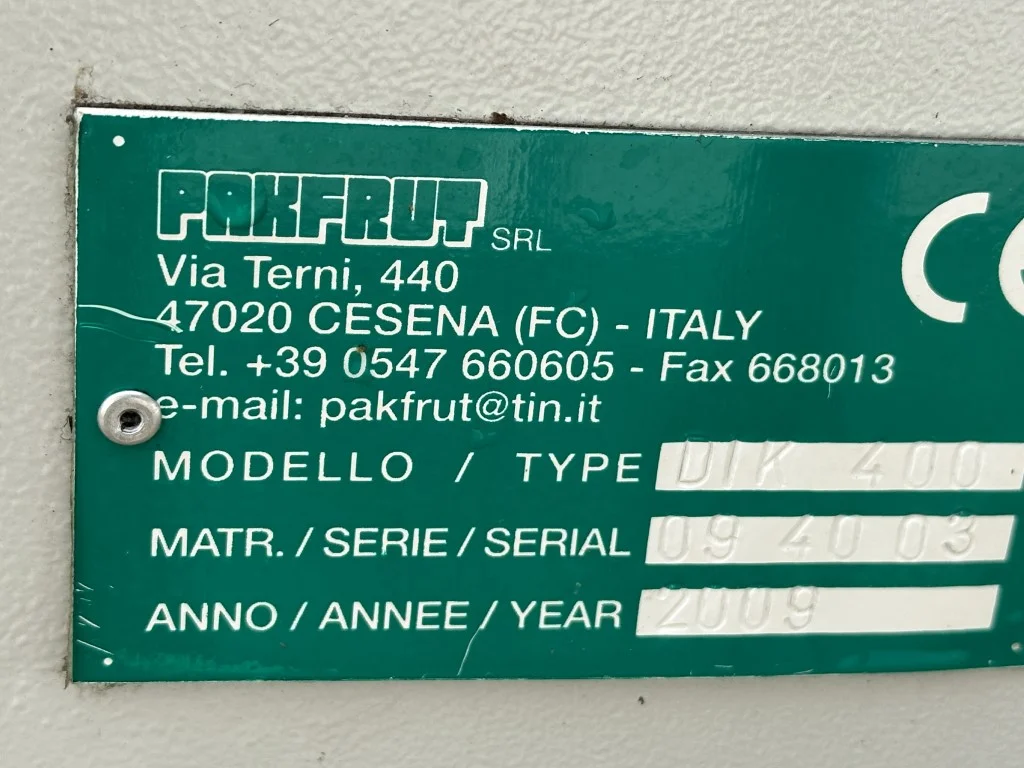 PAKFRUT SRL
Via Terni, 440
47020 CESENA (FC) - ITALY
Tel. +39 0547 660605 - Fax 668013
e-mail: pakfrut@tin.it
MODELLO / TYPE DIK 400
MATR. / SERIE / SERIAL 09 40 03
ANNO / ANNEE / YEAR 2009
CE